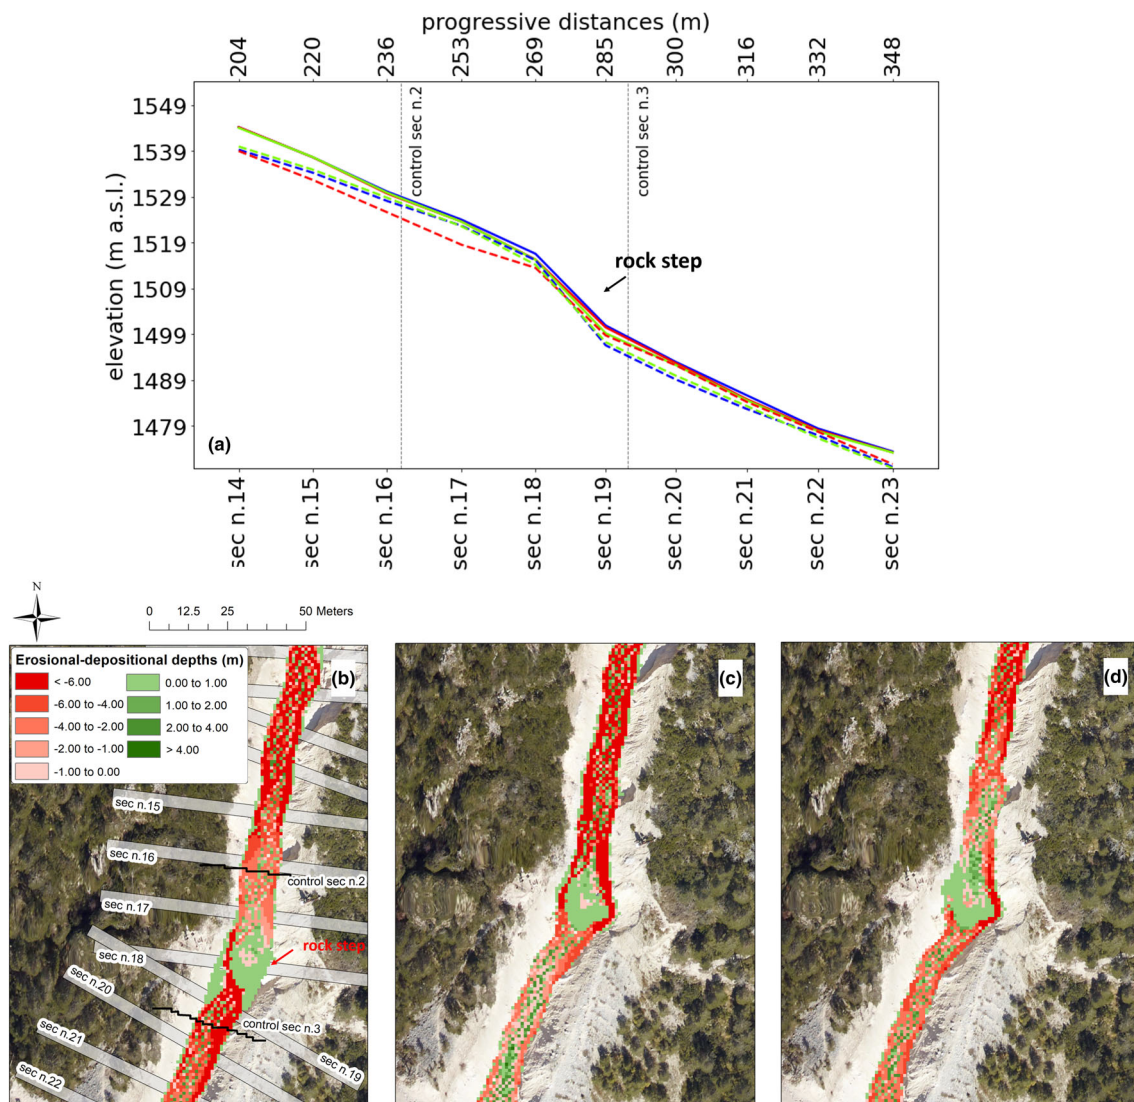 progressive distances (m)
204 220 236 253 269 285 300 316 332 348
elevation (m a.s.l.)
1549
1539
1529
1519
1509
1499
1489
1479
control sec n.2
control sec n.3
rock step
(a)
sec n.14 sec n.15 sec n.16 sec n.17 sec n.18 sec n.19 sec n.20 sec n.21 sec n.22 sec n.23
N
0 12.5 25 50 Meters
Erosional-depositional depths (m)
< -6.00 0.00 to 1.00
-6.00 to -4.00 1.00 to 2.00
-4.00 to -2.00 2.00 to 4.00
-2.00 to -1.00 > 4.00
-1.00 to 0.00
(b)
sec n.15
sec n.16
control sec n.2
sec n.17
rock step
sec n.18
sec n.20
control sec n.3
sec n.21
sec n.22
sec n.19
(c)
(d)